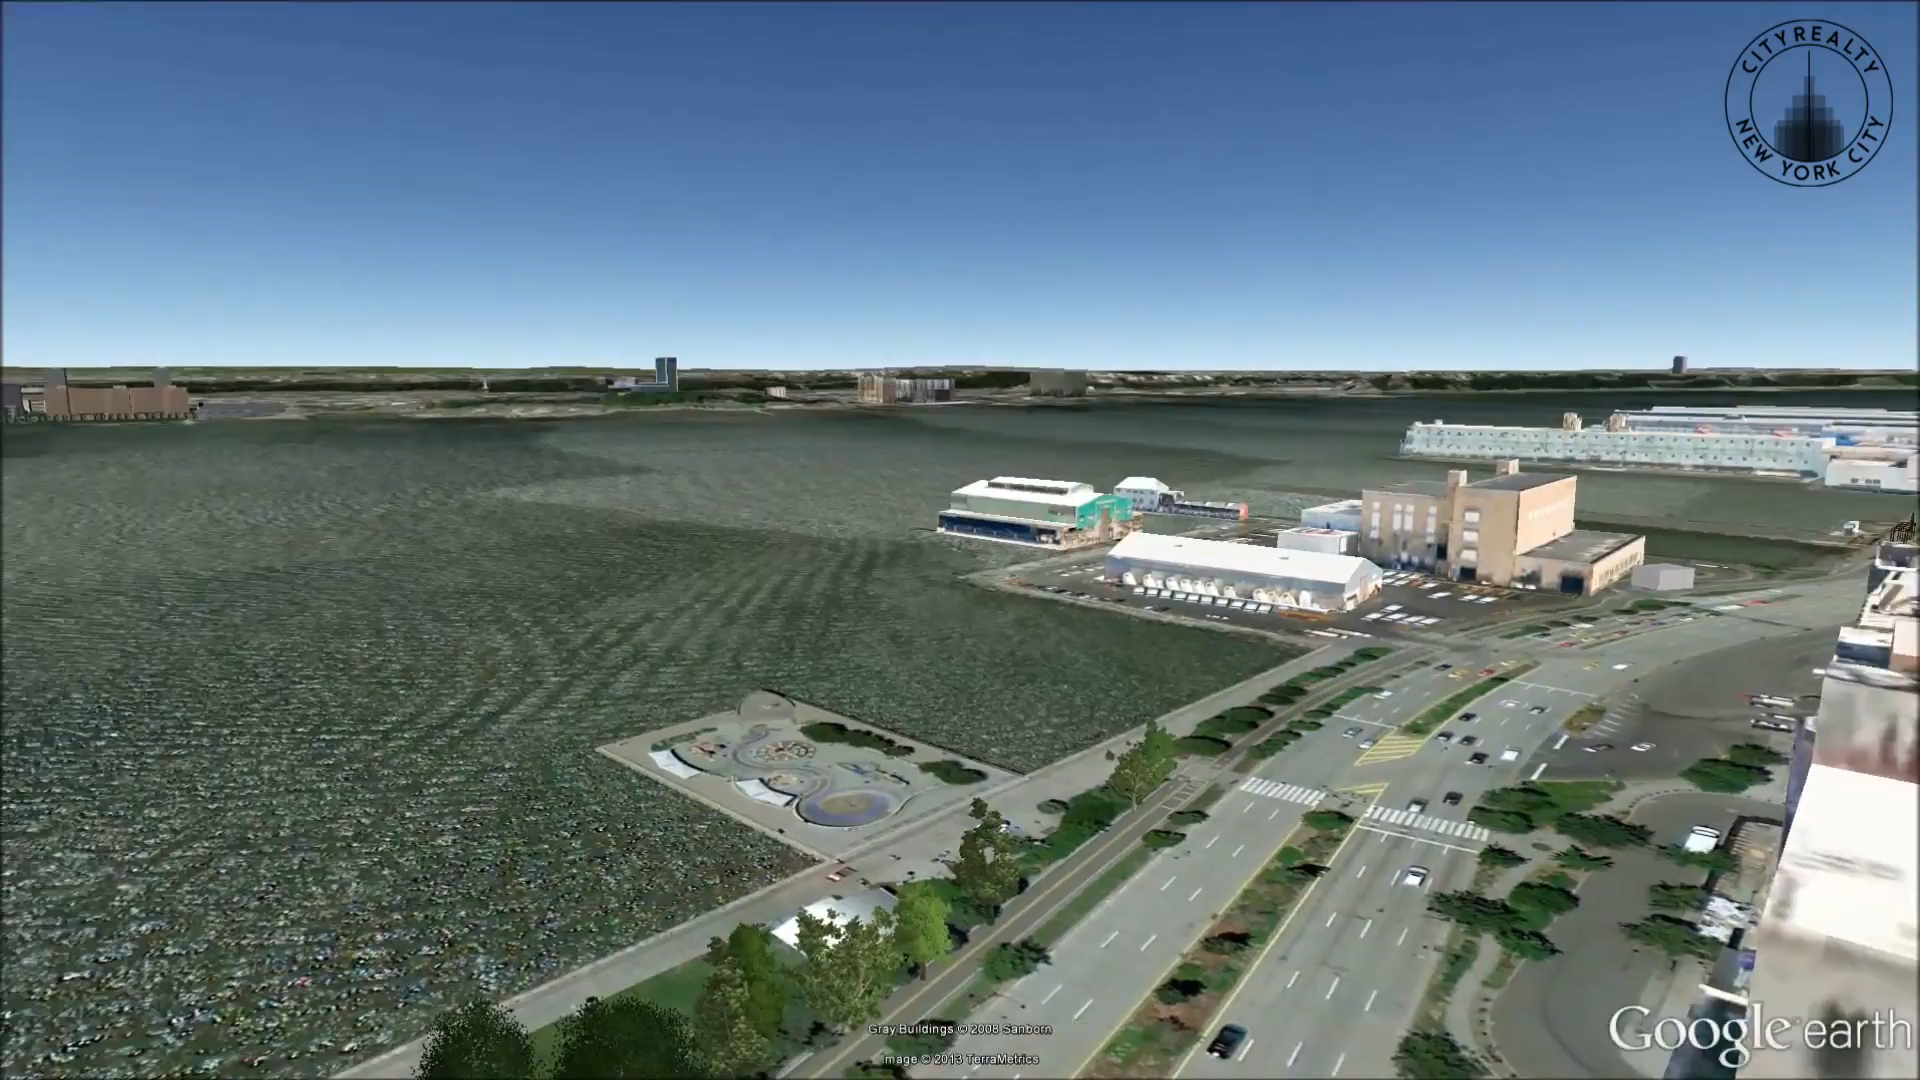 CITYREALTY
NEW YORK CITY
Gray Buildings © 2008 Sanborn
Image © 2013 TerraMetrics
Google earth